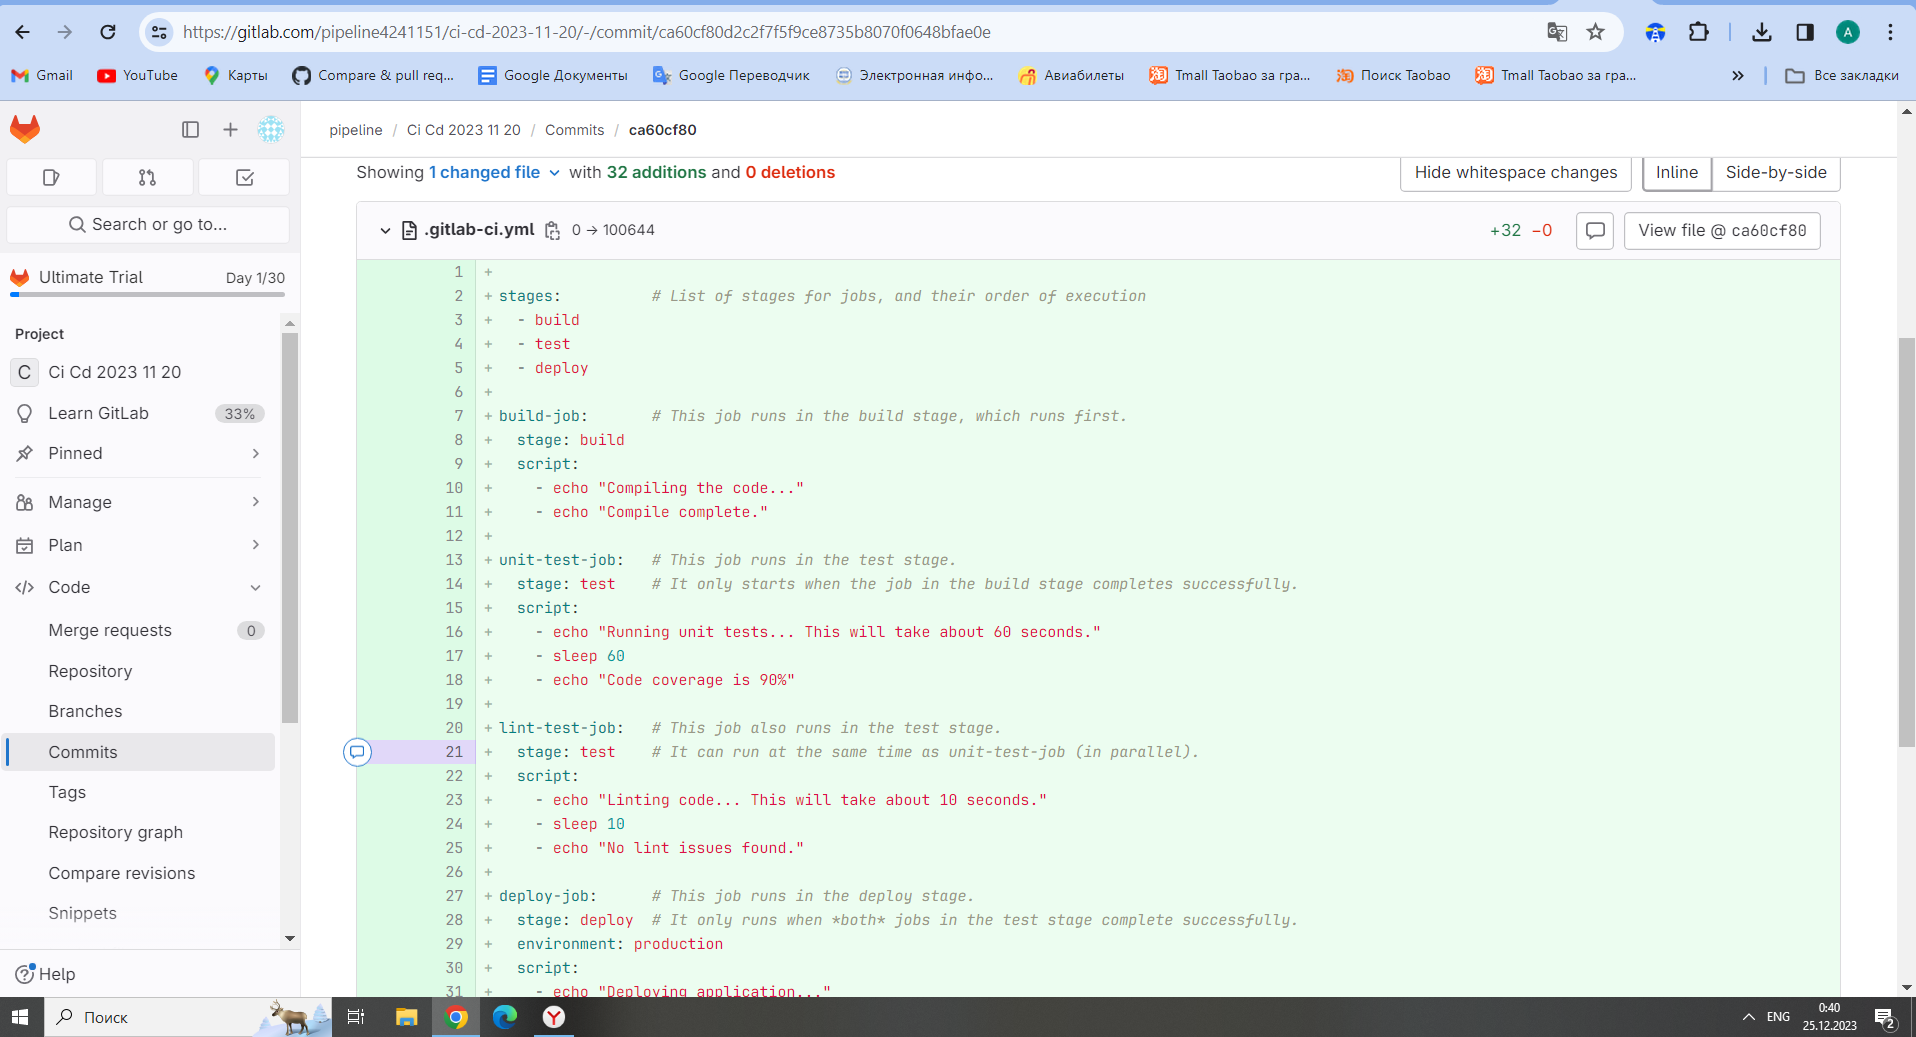 https://gitlab.com/pipeline4241151/ci-cd-2023-11-20/-/commit/ca60cf80d2c2f7f5f9ce8735b8070f0648bfae0e
A
Gmail YouTube Карты Compare & pull req... Google Документы Google Переводчик Электронная инфо... Авиабилеты Tmall Taobao за гра... Поиск Taobao Tmall Taobao за гра... » Все закладки
pipeline / Ci Cd 2023 11 20 / Commits / ca60cf80
Showing 1 changed file with 32 additions and 0 deletions
Hide whitespace changes Inline Side-by-side
.gitlab-ci.yml 0 → 100644 +32 −0 View file @ ca60cf80
Search or go to...
Ultimate Trial Day 1/30
Project
C Ci Cd 2023 11 20
Learn GitLab 33%
Pinned
Manage
Plan
Code
Merge requests 0
Repository
Branches
Commits
Tags
Repository graph
Compare revisions
Snippets
Help
1 +
2 + stages:          # List of stages for jobs, and their order of execution
3 +   - build
4 +   - test
5 +   - deploy
6 +
7 + build-job:       # This job runs in the build stage, which runs first.
8 +   stage: build
9 +   script:
10 +     - echo "Compiling the code..."
11 +     - echo "Compile complete."
12 +
13 + unit-test-job:   # This job runs in the test stage.
14 +   stage: test    # It only starts when the job in the build stage completes successfully.
15 +   script:
16 +     - echo "Running unit tests... This will take about 60 seconds."
17 +     - sleep 60
18 +     - echo "Code coverage is 90%"
19 +
20 + lint-test-job:   # This job also runs in the test stage.
21 +   stage: test    # It can run at the same time as unit-test-job (in parallel).
22 +   script:
23 +     - echo "Linting code... This will take about 10 seconds."
24 +     - sleep 10
25 +     - echo "No lint issues found."
26 +
27 + deploy-job:      # This job runs in the deploy stage.
28 +   stage: deploy  # It only runs when *both* jobs in the test stage complete successfully.
29 +   environment: production
30 +   script:
31 +     - echo "Deploying application..."
Поиск
ENG
0:40
25.12.2023
2